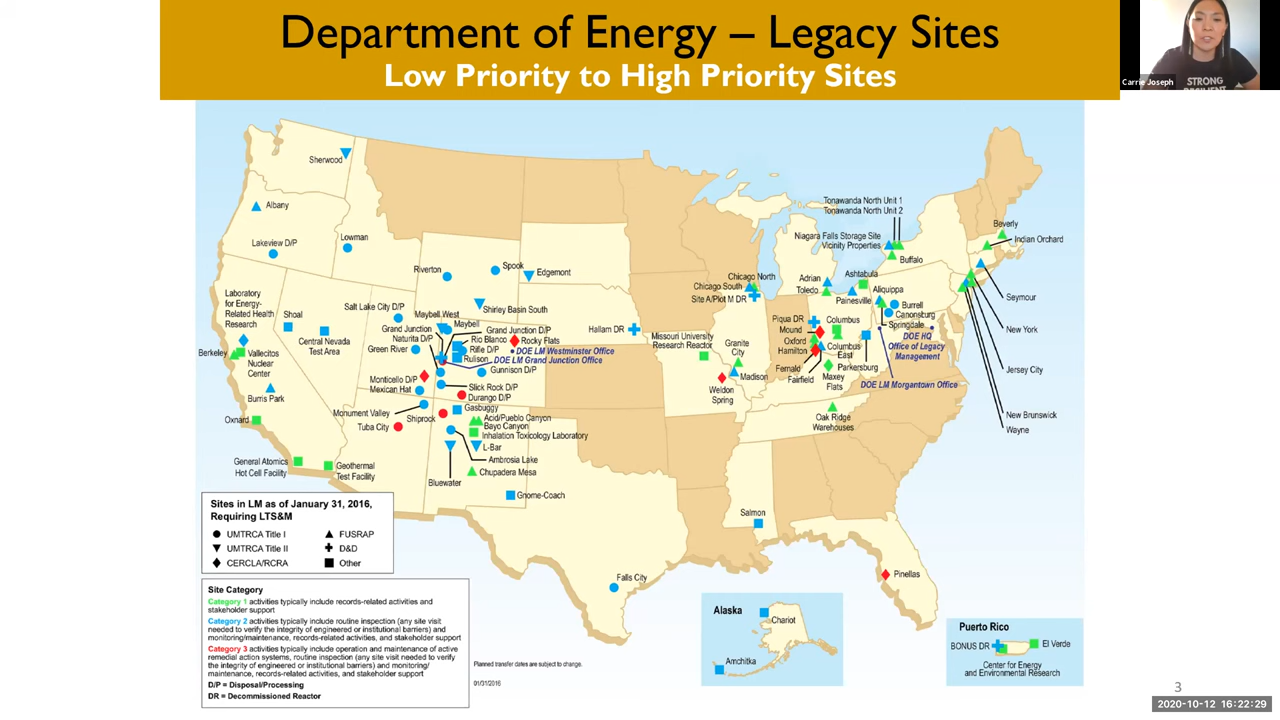 Department of Energy – Legacy Sites
Low Priority to High Priority Sites
Carrie Joseph
STRONG
RESILIENT
Sherwood
Albany
Lakeview D/P
Lowman
Riverton
Spook
Edgemont
Shirley Basin South
Laboratory
for Energy-
Related Health
Research
Shoal
Central Nevada
Test Area
Salt Lake City D/P
Maybell West
Maybell
Grand Junction
Naturita D/P
Green River
Grand Junction D/P
Rio Blanco
Rocky Flats
Rifle D/P
Rulison
DOE LM Westminster Office
DOE LM Grand Junction Office
Gunnison D/P
Berkeley
Vallecitos
Nuclear
Center
Burris Park
Oxnard
General Atomics
Hot Cell Facility
Geothermal
Test Facility
Monticello D/P
Mexican Hat
Slick Rock D/P
Durango D/P
Monument Valley
Tuba City
Shiprock
Gasbuggy
Acid/Pueblo Canyon
Bayo Canyon
Inhalation Toxicology Laboratory
L-Bar
Ambrosia Lake
Chupadera Mesa
Bluewater
Gnome-Coach
Falls City
Hallam DR
Missouri University
Research Reactor
Weldon
Spring
Granite
City
Madison
Chicago North
Chicago South
Site A/Plot M DR
Tonawanda North Unit 1
Tonawanda North Unit 2
Niagara Falls Storage Site
Vicinity Properties
Buffalo
Adrian
Toledo
Ashtabula
Painesville
Aliquippa
Burrell
Canonsburg
Springdale
Piqua DR
Mound
Oxford
Hamilton
Columbus
Columbus
East
Fernald
Fairfield
Maxey
Flats
Parkersburg
DOE HQ
Office of Legacy
Management
DOE LM Morgantown Office
Oak Ridge
Warehouses
Beverly
Indian Orchard
Seymour
New York
Jersey City
New Brunswick
Wayne
Salmon
Pinellas
Sites in LM as of January 31, 2016,
Requiring LTS&M
UMTRCA Title I
FUSRAP
UMTRCA Title II
D&D
CERCLA/RCRA
Other
Site Category
Category 1 activities typically include records-related activities and
stakeholder support
Category 2 activities typically include routine inspection (any site visit
needed to verify the integrity of engineered or institutional barriers) and
monitoring/maintenance, records-related activities, and stakeholder support
Category 3 activities typically include operation and maintenance of active
remedial action systems, routine inspection (any site visit needed to verify
the integrity of engineered or institutional barriers) and monitoring/
maintenance, records-related activities, and stakeholder support
D/P = Disposal/Processing
DR = Decommissioned Reactor
Planned transfer dates are subject to change.
01/31/2016
Alaska
Chariot
Amchitka
Puerto Rico
BONUS DR
El Verde
Center for Energy
and Environmental Research
3
2020-10-12 16:22:29